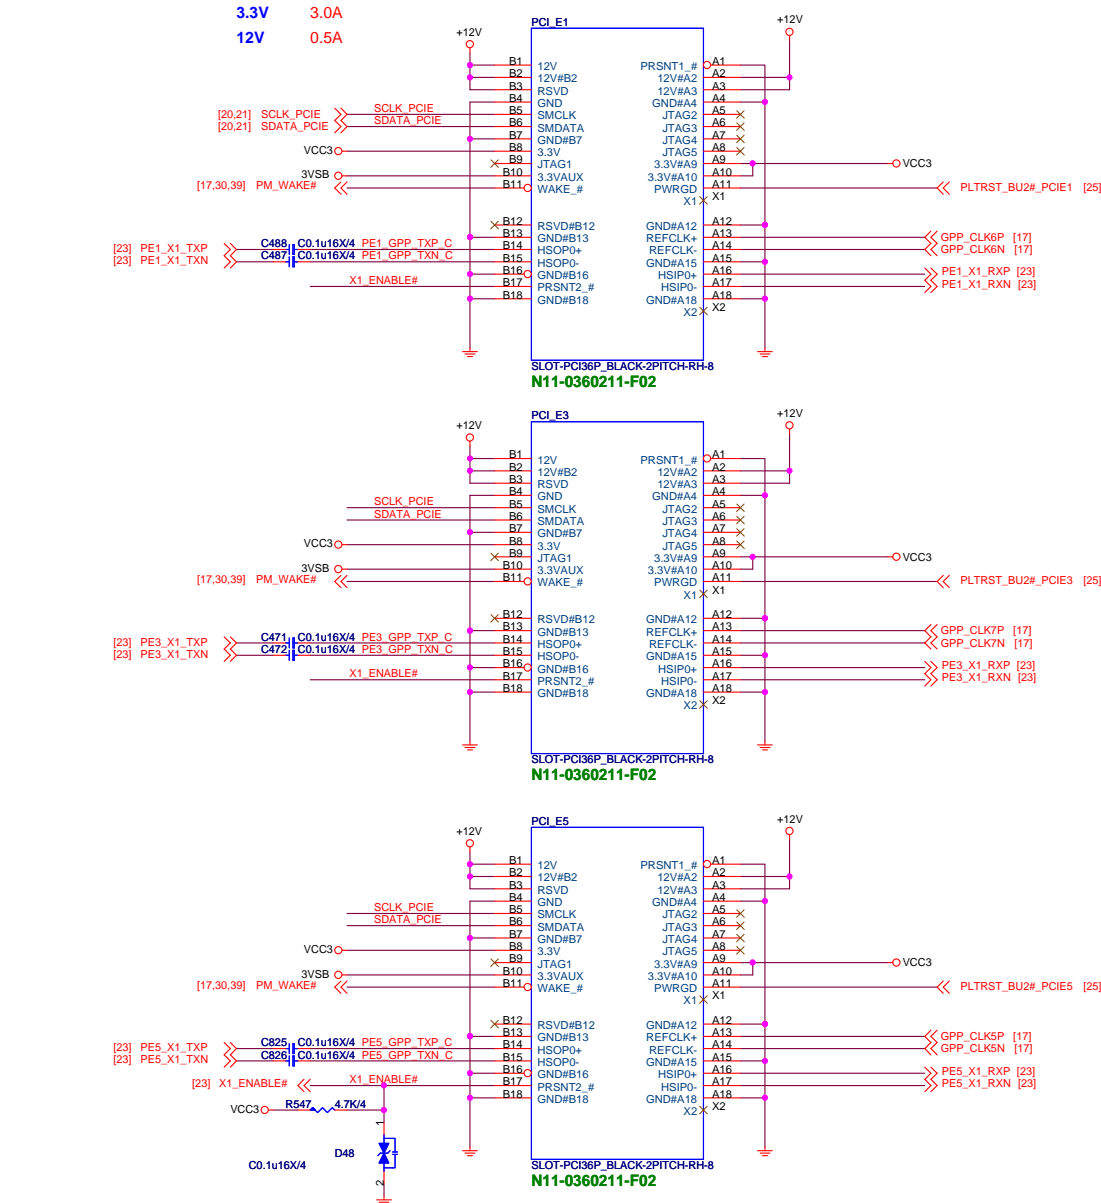 3.3V 3.0A
12V 0.5A
PCI_E1
+12V +12V
B1 12V PRSNT1_# A1
B2 12V#B2 12V#A2 A2
B3 RSVD 12V#A3 A3
B4 GND GND#A4 A4
[20,21] SCLK_PCIE SCLK_PCIE B5 SMCLK JTAG2 A5
[20,21] SDATA_PCIE SDATA_PCIE B6 SMDATA JTAG3 A6
B7 GND#B7 JTAG4 A7
VCC3 B8 3.3V JTAG5 A8
B9 JTAG1 3.3V#A9 A9 VCC3
3VSB B10 3.3VAUX 3.3V#A10 A10
[17,30,39] PM_WAKE# B11 WAKE_# PWRGD A11 PLTRST_BU2#_PCIE1 [25]
X1 X1
B12 RSVD#B12 GND#A12 A12
B13 GND#B13 REFCLK+ A13 GPP_CLK6P [17]
[23] PE1_X1_TXP C488 C0.1u16X/4 PE1_GPP_TXP_C B14 HSOP0+ REFCLK- A14 GPP_CLK6N [17]
[23] PE1_X1_TXN C487 C0.1u16X/4 PE1_GPP_TXN_C B15 HSOP0- GND#A15 A15
B16 GND#B16 HSIP0+ A16 PE1_X1_RXP [23]
X1_ENABLE# B17 PRSNT2_# HSIP0- A17 PE1_X1_RXN [23]
B18 GND#B18 GND#A18 A18
X2 X2
SLOT-PCI36P_BLACK-2PITCH-RH-8
N11-0360211-F02
PCI_E3
+12V +12V
B1 12V PRSNT1_# A1
B2 12V#B2 12V#A2 A2
B3 RSVD 12V#A3 A3
B4 GND GND#A4 A4
SCLK_PCIE B5 SMCLK JTAG2 A5
SDATA_PCIE B6 SMDATA JTAG3 A6
B7 GND#B7 JTAG4 A7
VCC3 B8 3.3V JTAG5 A8
B9 JTAG1 3.3V#A9 A9 VCC3
3VSB B10 3.3VAUX 3.3V#A10 A10
[17,30,39] PM_WAKE# B11 WAKE_# PWRGD A11 PLTRST_BU2#_PCIE3 [25]
X1 X1
B12 RSVD#B12 GND#A12 A12
B13 GND#B13 REFCLK+ A13 GPP_CLK7P [17]
[23] PE3_X1_TXP C471 C0.1u16X/4 PE3_GPP_TXP_C B14 HSOP0+ REFCLK- A14 GPP_CLK7N [17]
[23] PE3_X1_TXN C472 C0.1u16X/4 PE3_GPP_TXN_C B15 HSOP0- GND#A15 A15
B16 GND#B16 HSIP0+ A16 PE3_X1_RXP [23]
X1_ENABLE# B17 PRSNT2_# HSIP0- A17 PE3_X1_RXN [23]
B18 GND#B18 GND#A18 A18
X2 X2
SLOT-PCI36P_BLACK-2PITCH-RH-8
N11-0360211-F02
PCI_E5
+12V +12V
B1 12V PRSNT1_# A1
B2 12V#B2 12V#A2 A2
B3 RSVD 12V#A3 A3
B4 GND GND#A4 A4
SCLK_PCIE B5 SMCLK JTAG2 A5
SDATA_PCIE B6 SMDATA JTAG3 A6
B7 GND#B7 JTAG4 A7
VCC3 B8 3.3V JTAG5 A8
B9 JTAG1 3.3V#A9 A9 VCC3
3VSB B10 3.3VAUX 3.3V#A10 A10
[17,30,39] PM_WAKE# B11 WAKE_# PWRGD A11 PLTRST_BU2#_PCIE5 [25]
X1 X1
B12 RSVD#B12 GND#A12 A12
B13 GND#B13 REFCLK+ A13 GPP_CLK5P [17]
[23] PE5_X1_TXP C825 C0.1u16X/4 PE5_GPP_TXP_C B14 HSOP0+ REFCLK- A14 GPP_CLK5N [17]
[23] PE5_X1_TXN C826 C0.1u16X/4 PE5_GPP_TXN_C B15 HSOP0- GND#A15 A15
B16 GND#B16 HSIP0+ A16 PE5_X1_RXP [23]
[23] X1_ENABLE# X1_ENABLE# B17 PRSNT2_# HSIP0- A17 PE5_X1_RXN [23]
B18 GND#B18 GND#A18 A18
VCC3 R547 4.7K/4
X2 X2
1
D48
C0.1u16X/4
2
SLOT-PCI36P_BLACK-2PITCH-RH-8
N11-0360211-F02